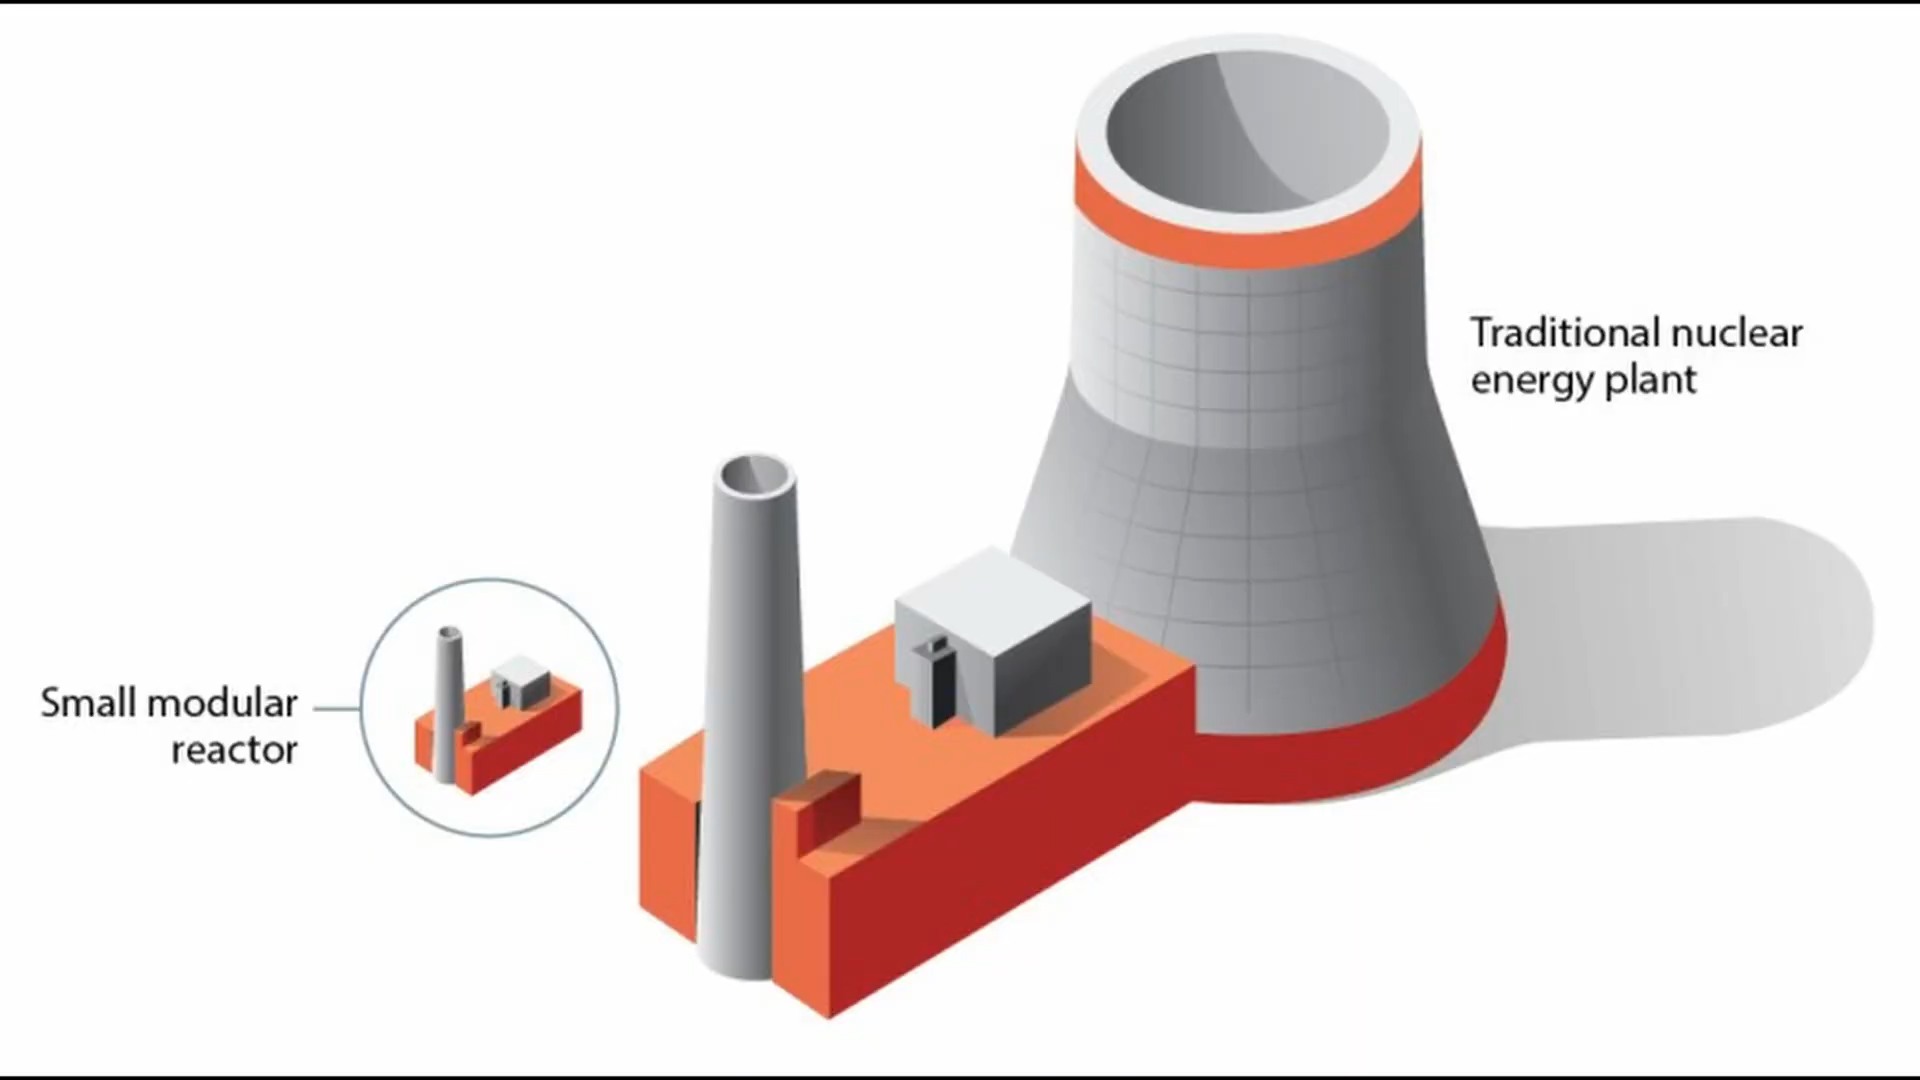 Traditional nuclear
energy plant
Small modular
reactor